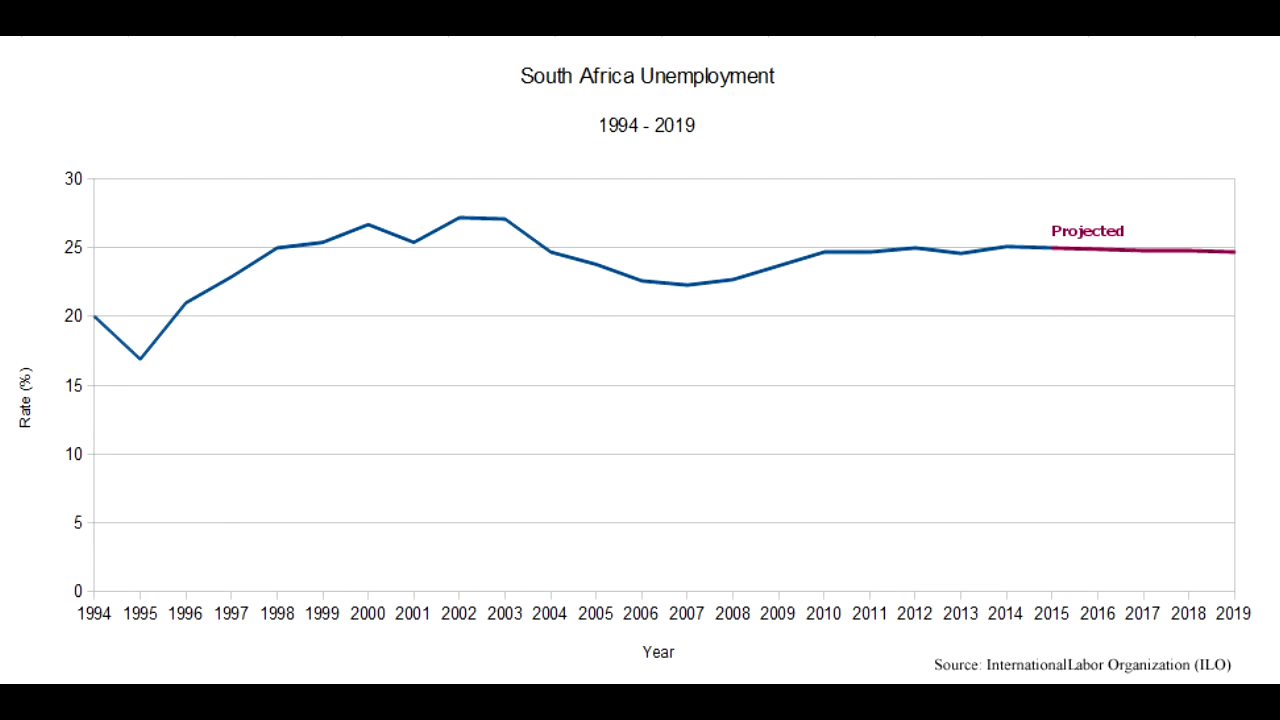 South Africa Unemployment
1994 - 2019
30
Projected
25
20
15
Rate (%)
10
5
0
1994 1995 1996 1997 1998 1999 2000 2001 2002 2003 2004 2005 2006 2007 2008 2009 2010 2011 2012 2013 2014 2015 2016 2017 2018 2019
Year
Source: InternationalLabor Organization (ILO)